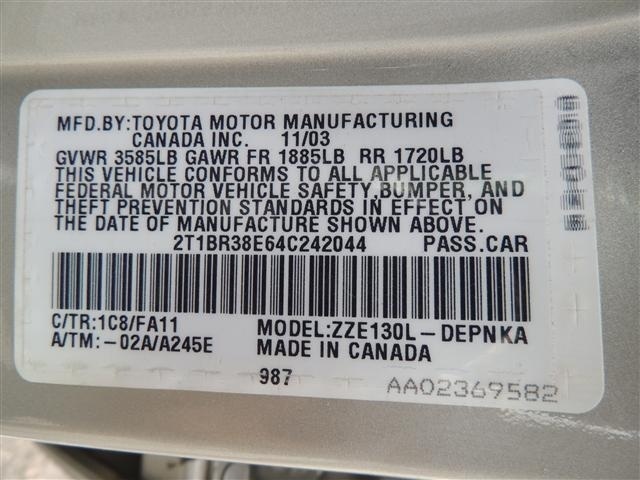 MFD.BY:TOYOTA MOTOR MANUFACTURING
CANADA INC. 11/03
GVWR 3585LB GAWR FR 1885LB RR 1720LB
THIS VEHICLE CONFORMS TO ALL APPLICABLE
FEDERAL MOTOR VEHICLE SAFETY,BUMPER, AND
THEFT PREVENTION STANDARDS IN EFFECT ON
THE DATE OF MANUFACTURE SHOWN ABOVE.
2T1BR38E64C242044 PASS.CAR
C/TR:1C8/FA11 MODEL:ZZE130L-DEPNKA
A/TM:-02A/A245E MADE IN CANADA
987
AA02369582